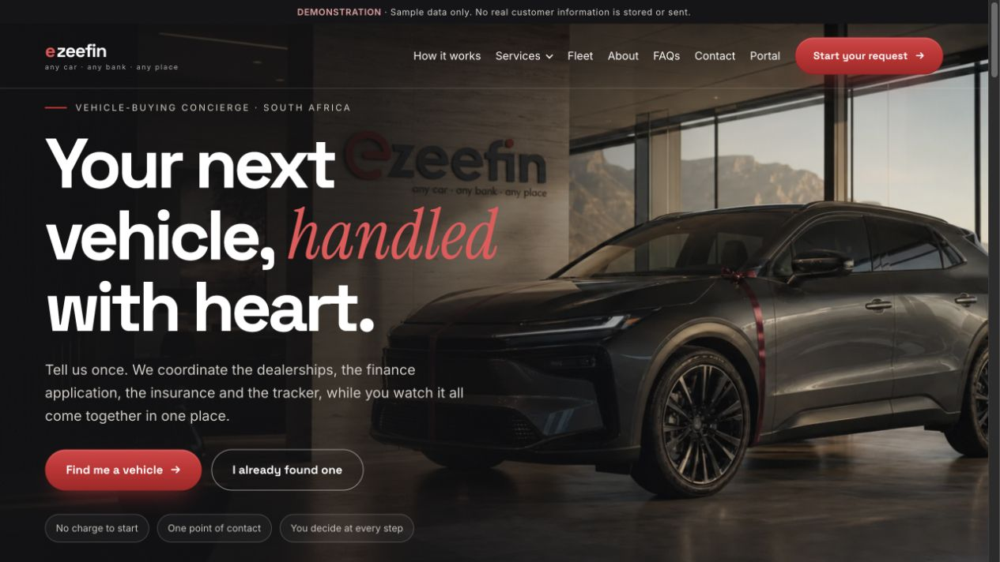 DEMONSTRATION · Sample data only. No real customer information is stored or sent.
ezeefin
any car · any bank · any place
How it works Services Fleet About FAQs Contact Portal Start your request →
VEHICLE-BUYING CONCIERGE · SOUTH AFRICA
ezeefin
any car · any bank · any place
Your next
vehicle, handled
with heart.
Tell us once. We coordinate the dealerships, the finance
application, the insurance and the tracker, while you watch it all
come together in one place.
Find me a vehicle → I already found one
No charge to start One point of contact You decide at every step